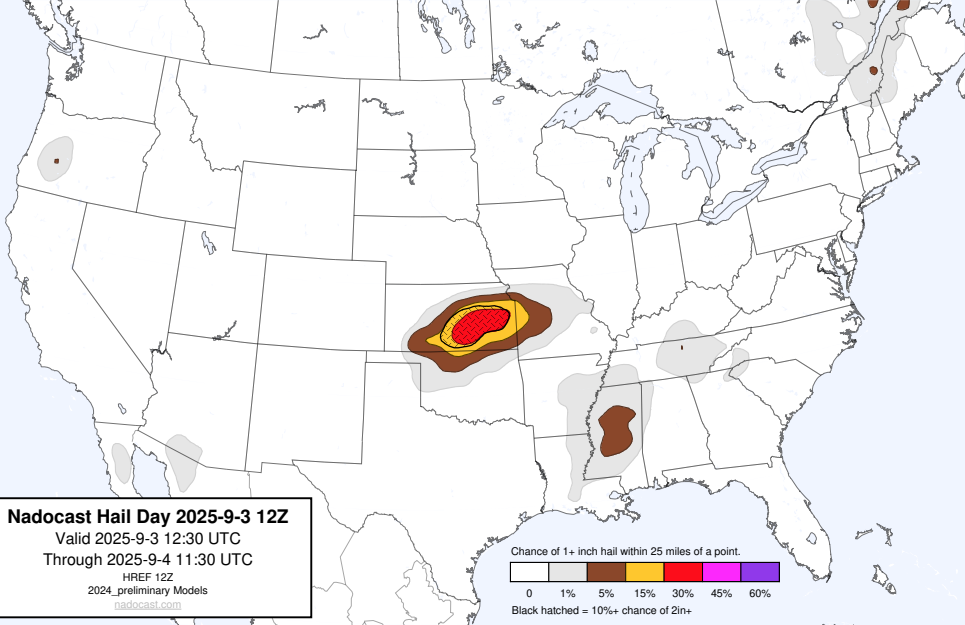 Nadocast Hail Day 2025-9-3 12Z
Valid 2025-9-3 12:30 UTC
Through 2025-9-4 11:30 UTC
HREF 12Z
2024_preliminary Models
nadocast.com
Chance of 1+ inch hail within 25 miles of a point.
0 1% 5% 15% 30% 45% 60%
Black hatched = 10%+ chance of 2in+